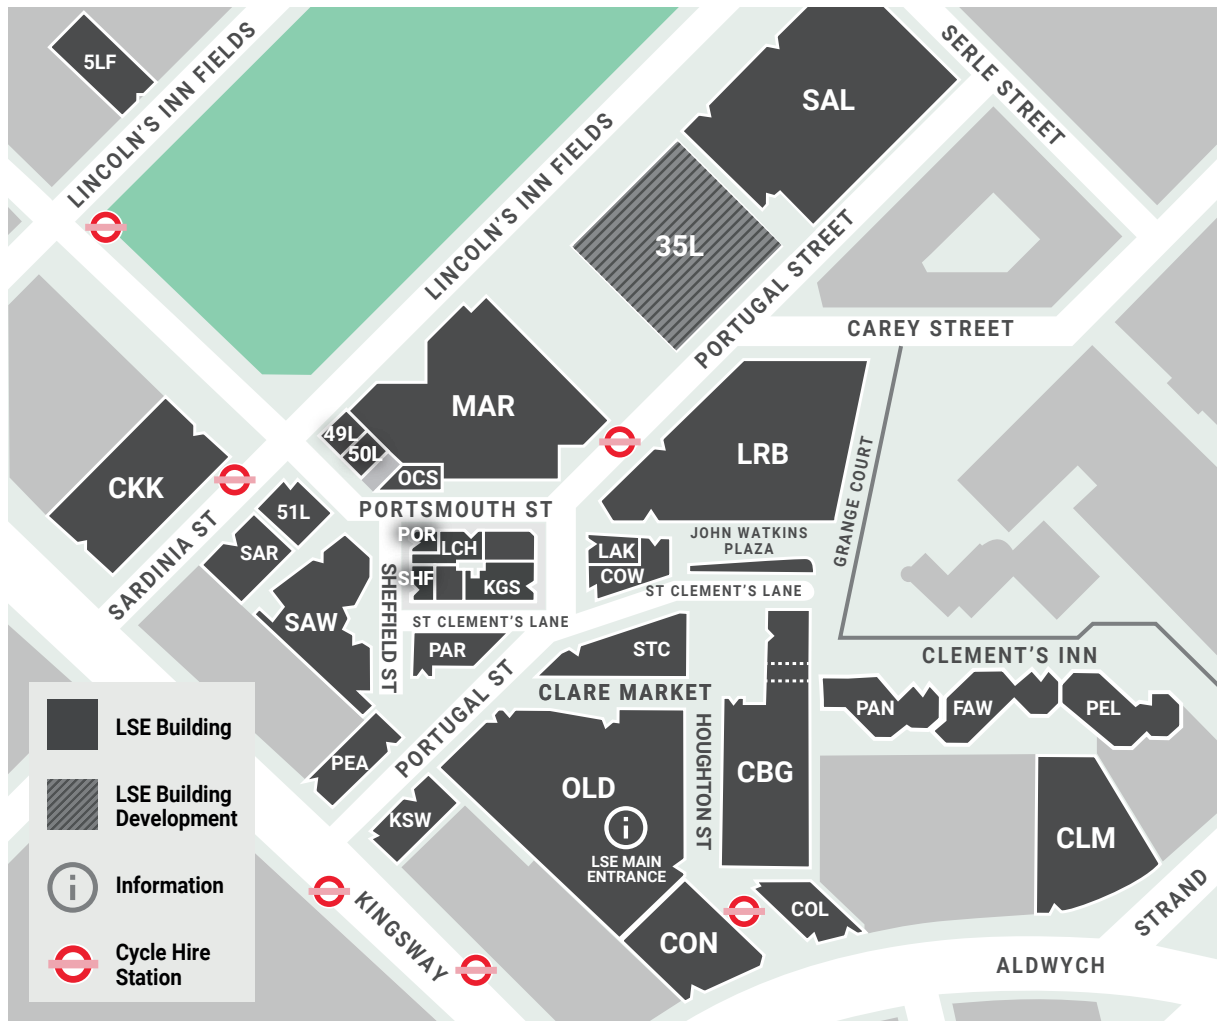 5LF
LINCOLN'S INN FIELDS
SAL
SERLE STREET
LINCOLN'S INN FIELDS
35L
PORTUGAL STREET
CAREY STREET
MAR
49L
50L
OCS
LRB
GRANGE COURT
CKK
51L
SAR
SARDINIA ST
PORTSMOUTH ST
POR
LCH
SHF
KGS
SHEFFIELD ST
LAK
COW
JOHN WATKINS
PLAZA
ST CLEMENT'S LANE
ST CLEMENT'S LANE
SAW
PAR
STC
CLEMENT'S INN
CLARE MARKET
PORTUGAL ST
PAN
FAW
PEL
PEA
KSW
OLD
LSE MAIN
ENTRANCE
HOUGHTON ST
CBG
CLM
CON
COL
KINGSWAY
STRAND
ALDWYCH
LSE Building
LSE Building
Development
Information
Cycle Hire
Station